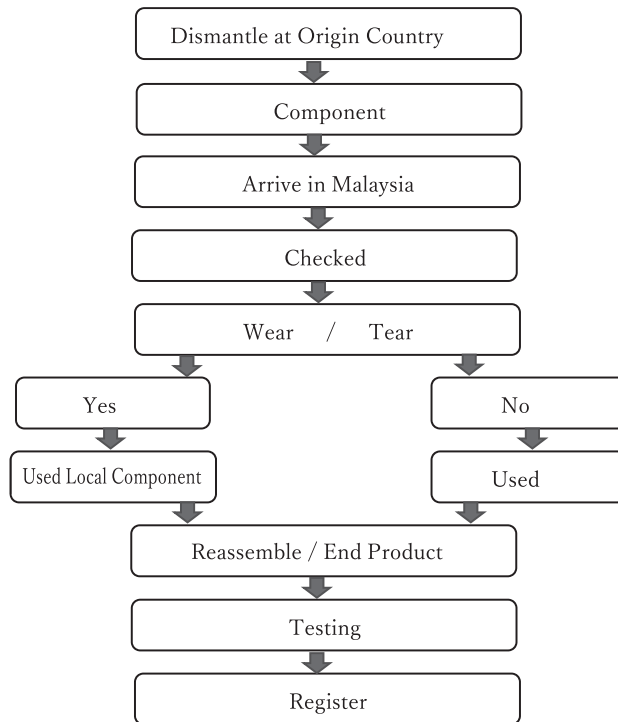 Dismantle at Origin Country
Component
Arrive in Malaysia
Checked
Wear / Tear
Yes
No
Used Local Component
Used
Reassemble / End Product
Testing
Register